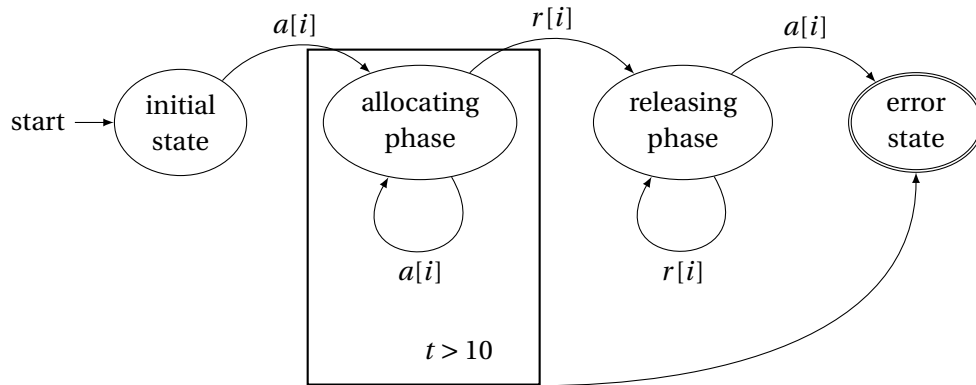 a[i]
r[i]
a[i]
start
initial
state
allocating
phase
releasing
phase
error
state
a[i]
r[i]
t > 10